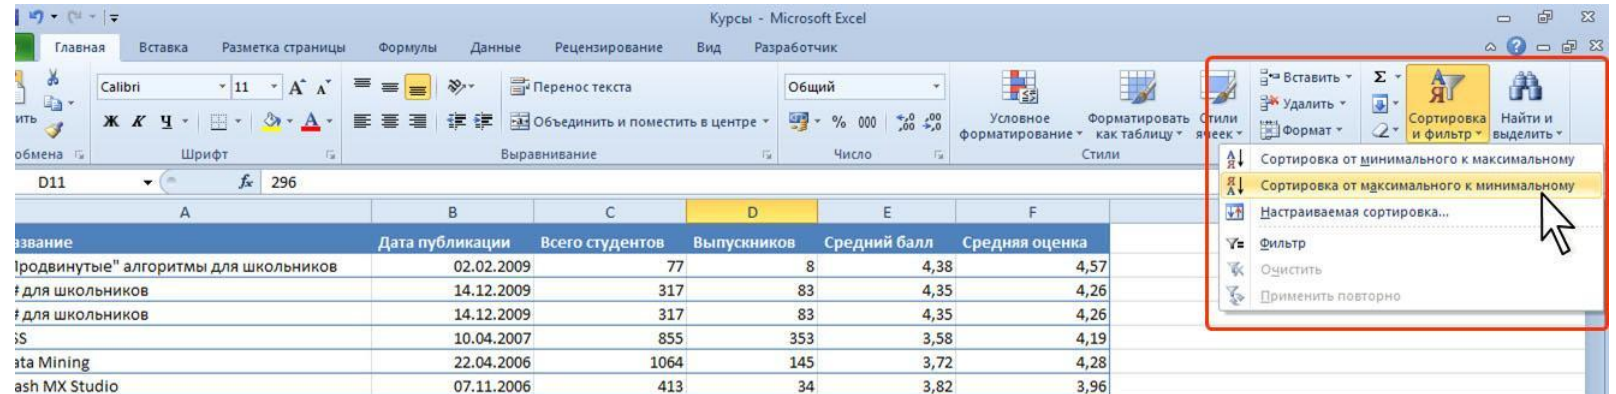 Курсы - Microsoft Excel
Главная Вставка Разметка страницы Формулы Данные Рецензирование Вид Разработчик
Calibri 11 A A Перенос текста Общий Вставить Σ
Ж К Ч А Объединить и поместить в центре % 000 Условное форматирование Форматировать как таблицу Стили ячеек Удалить Формат Сортировка и фильтр Найти и выделить
Шрифт Выравнивание Число Стили
D11 fx 296
A B C D E F
Дата публикации Всего студентов Выпускников Средний балл Средняя оценка
алгоритмы для школьников 02.02.2009 77 8 4,38 4,57
для школьников 14.12.2009 317 83 4,35 4,26
для школьников 14.12.2009 317 83 4,35 4,26
10.04.2007 855 353 3,58 4,19
Mining 22.04.2006 1064 145 3,72 4,28
MX Studio 07.11.2006 413 34 3,82 3,96
Сортировка от минимального к максимальному
Сортировка от максимального к минимальному
Настраиваемая сортировка...
Фильтр
Очистить
Применить повторно